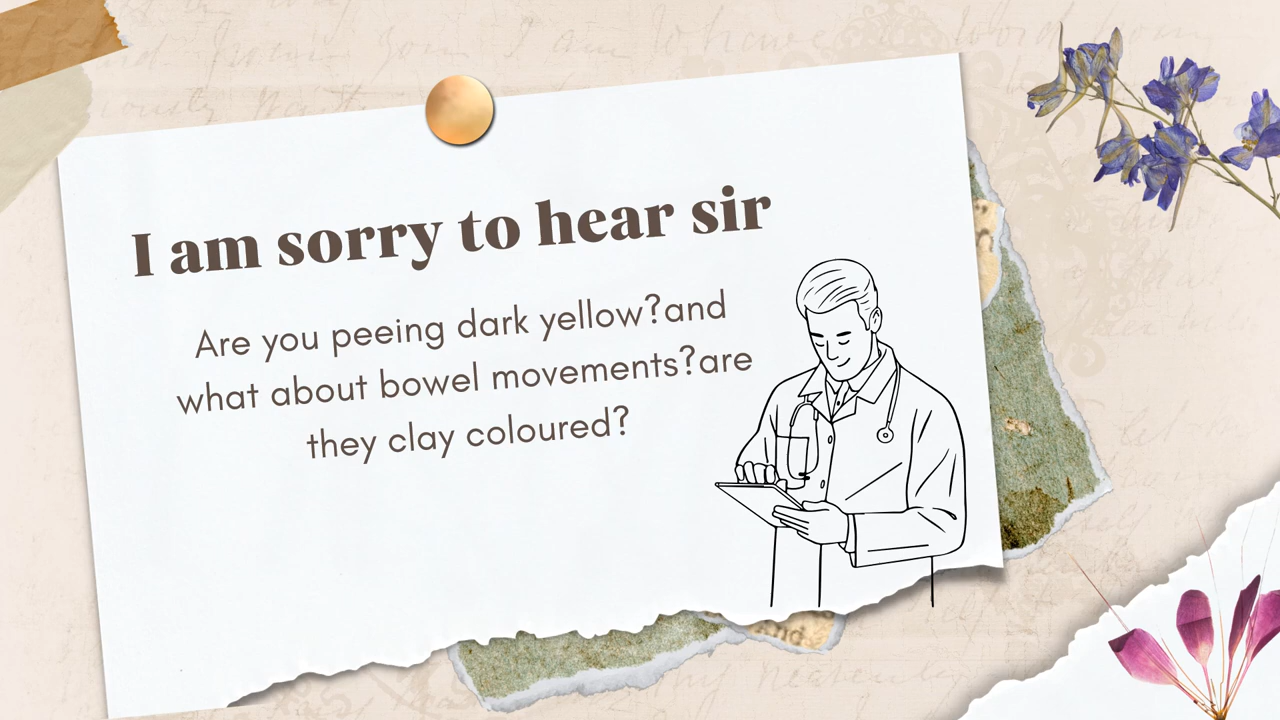 I am sorry to hear sir
Are you peeing dark yellow?and
what about bowel movements?are
they clay coloured?